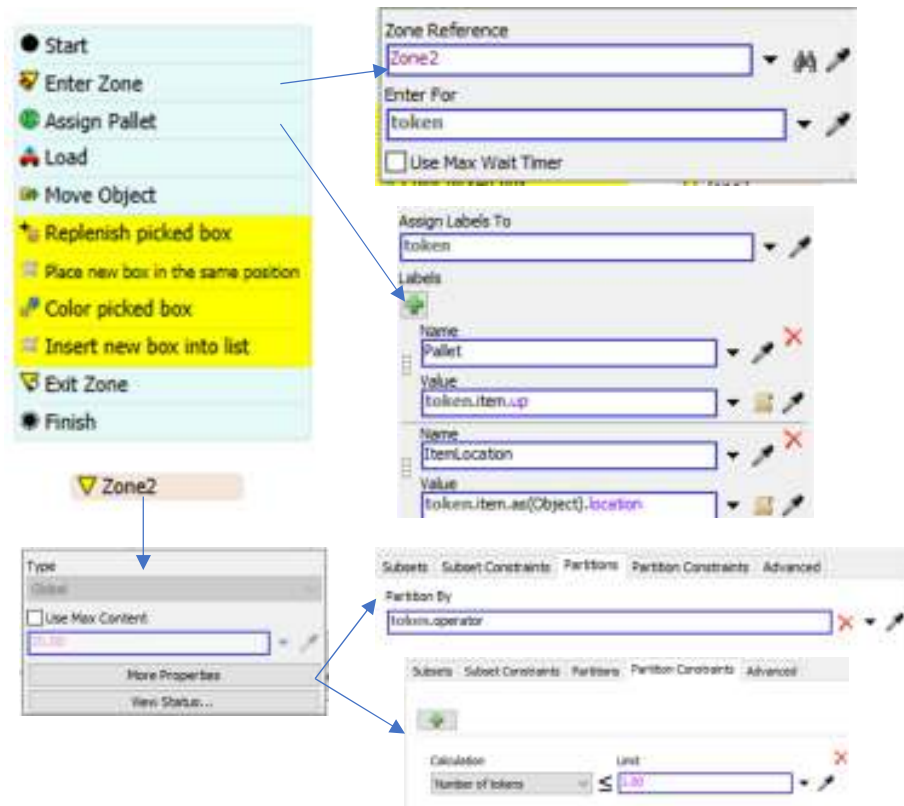 Start
Enter Zone
Assign Pallet
Load
Move Object
Replenish picked box
Place new box in the same position
Color picked box
Insert new box into list
Exit Zone
Finish
Zone2
Zone Reference
Zone2
Enter For
token
Use Max Wait Timer
Assign Labels To
token
Labels
Name
Pallet
Value
token.item.up
Name
ItemLocation
Value
token.item.as(Object).location
Type
Global
Use Max Content
More Properties
View Status...
Subsets Subset Constraints Partitions Partition Constraints Advanced
Partition By
token.operator
Subsets Subset Constraints Partitions Partition Constraints Advanced
Calculation Limit
Number of tokens ≤ 1.00